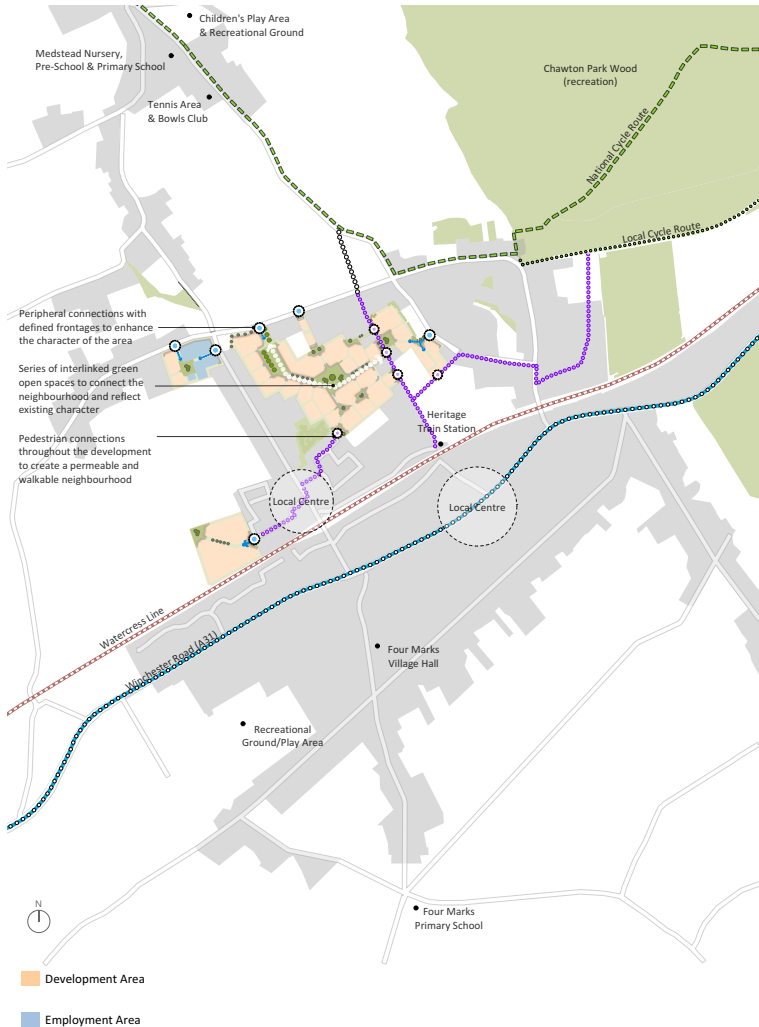 Children's Play Area
& Recreational Ground
Medstead Nursery,
Pre-School & Primary School
Chawton Park Wood
(recreation)
Tennis Area
& Bowls Club
National Cycle Route
Local Cycle Route
Peripheral connections with
defined frontages to enhance
the character of the area
Series of interlinked green
open spaces to connect the
neighbourhood and reflect
existing character
Pedestrian connections
throughout the development
to create a permeable and
walkable neighbourhood
Heritage
Train Station
Local Centre
Local Centre
Watercress Line
Winchester Road (A31)
Four Marks
Village Hall
Recreational
Ground/Play Area
N
Four Marks
Primary School
Development Area
Employment Area